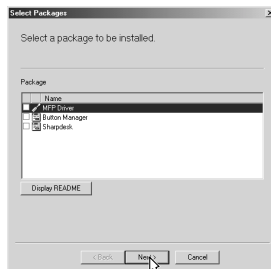 Select Packages
Select a package to be installed.
Package
Name
MFP Driver
Button Manager
Sharpdesk
Display README
< Back
Next >
Cancel